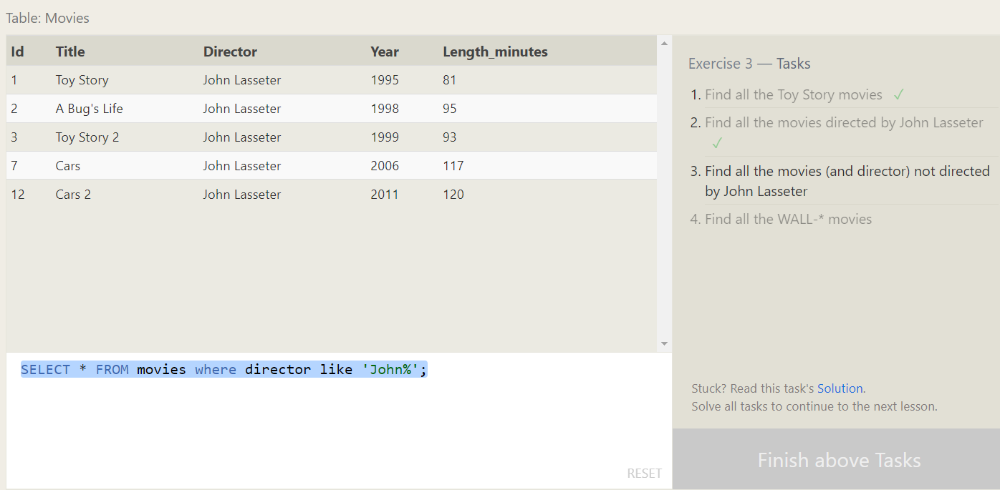 Table: Movies
Id Title Director Year Length_minutes
1 Toy Story John Lasseter 1995 81
2 A Bug's Life John Lasseter 1998 95
3 Toy Story 2 John Lasseter 1999 93
7 Cars John Lasseter 2006 117
12 Cars 2 John Lasseter 2011 120
SELECT * FROM movies where director like 'John%';
RESET
Exercise 3 — Tasks
1. Find all the Toy Story movies ✓
2. Find all the movies directed by John Lasseter
✓
3. Find all the movies (and director) not directed
by John Lasseter
4. Find all the WALL-* movies
Stuck? Read this task's Solution.
Solve all tasks to continue to the next lesson.
Finish above Tasks